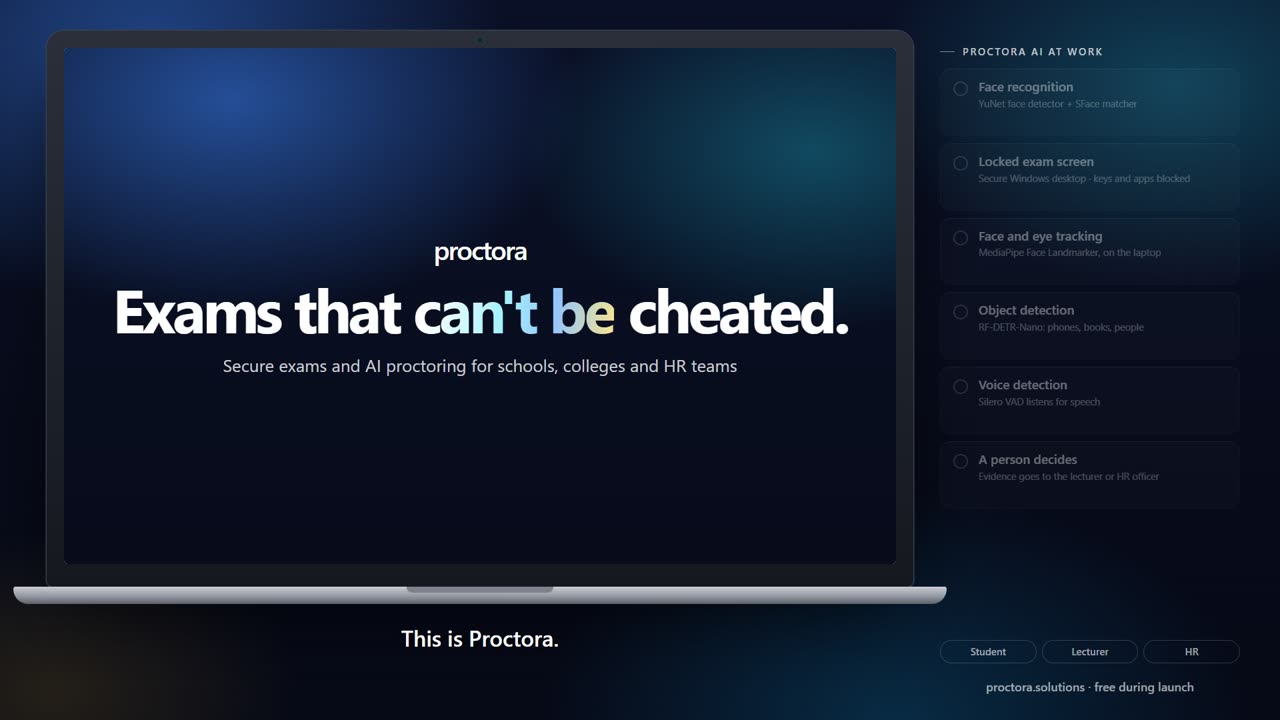 proctora
Exams that can't be cheated.
Secure exams and AI proctoring for schools, colleges and HR teams
This is Proctora.
PROCTORA AI AT WORK
Face recognition
YuNet face detector + SFace matcher
Locked exam screen
Secure Windows desktop · keys and apps blocked
Face and eye tracking
MediaPipe Face Landmarker, on the laptop
Object detection
RF-DETR-Nano: phones, books, people
Voice detection
Silero VAD listens for speech
A person decides
Evidence goes to the lecturer or HR officer
Student
Lecturer
HR
proctora.solutions · free during launch